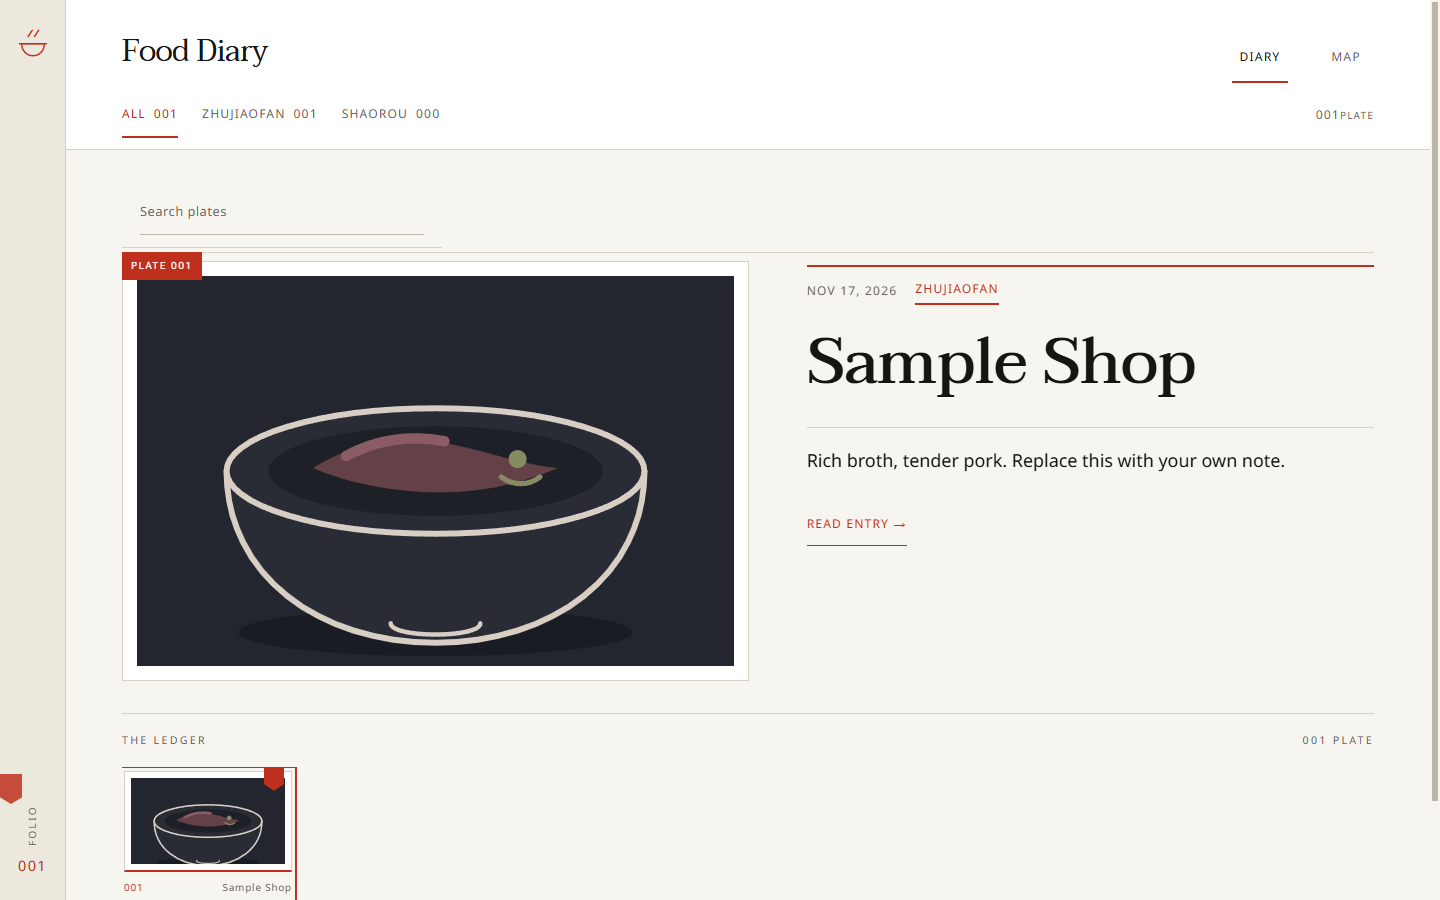 Food Diary
DIARY MAP
ALL 001 ZHUJIAOFAN 001 SHAOROU 000
001PLATE
Search plates
PLATE 001
NOV 17, 2026 ZHUJIAOFAN
Sample Shop
Rich broth, tender pork. Replace this with your own note.
READ ENTRY →
THE LEDGER
001 PLATE
001 Sample Shop
FOLIO
001